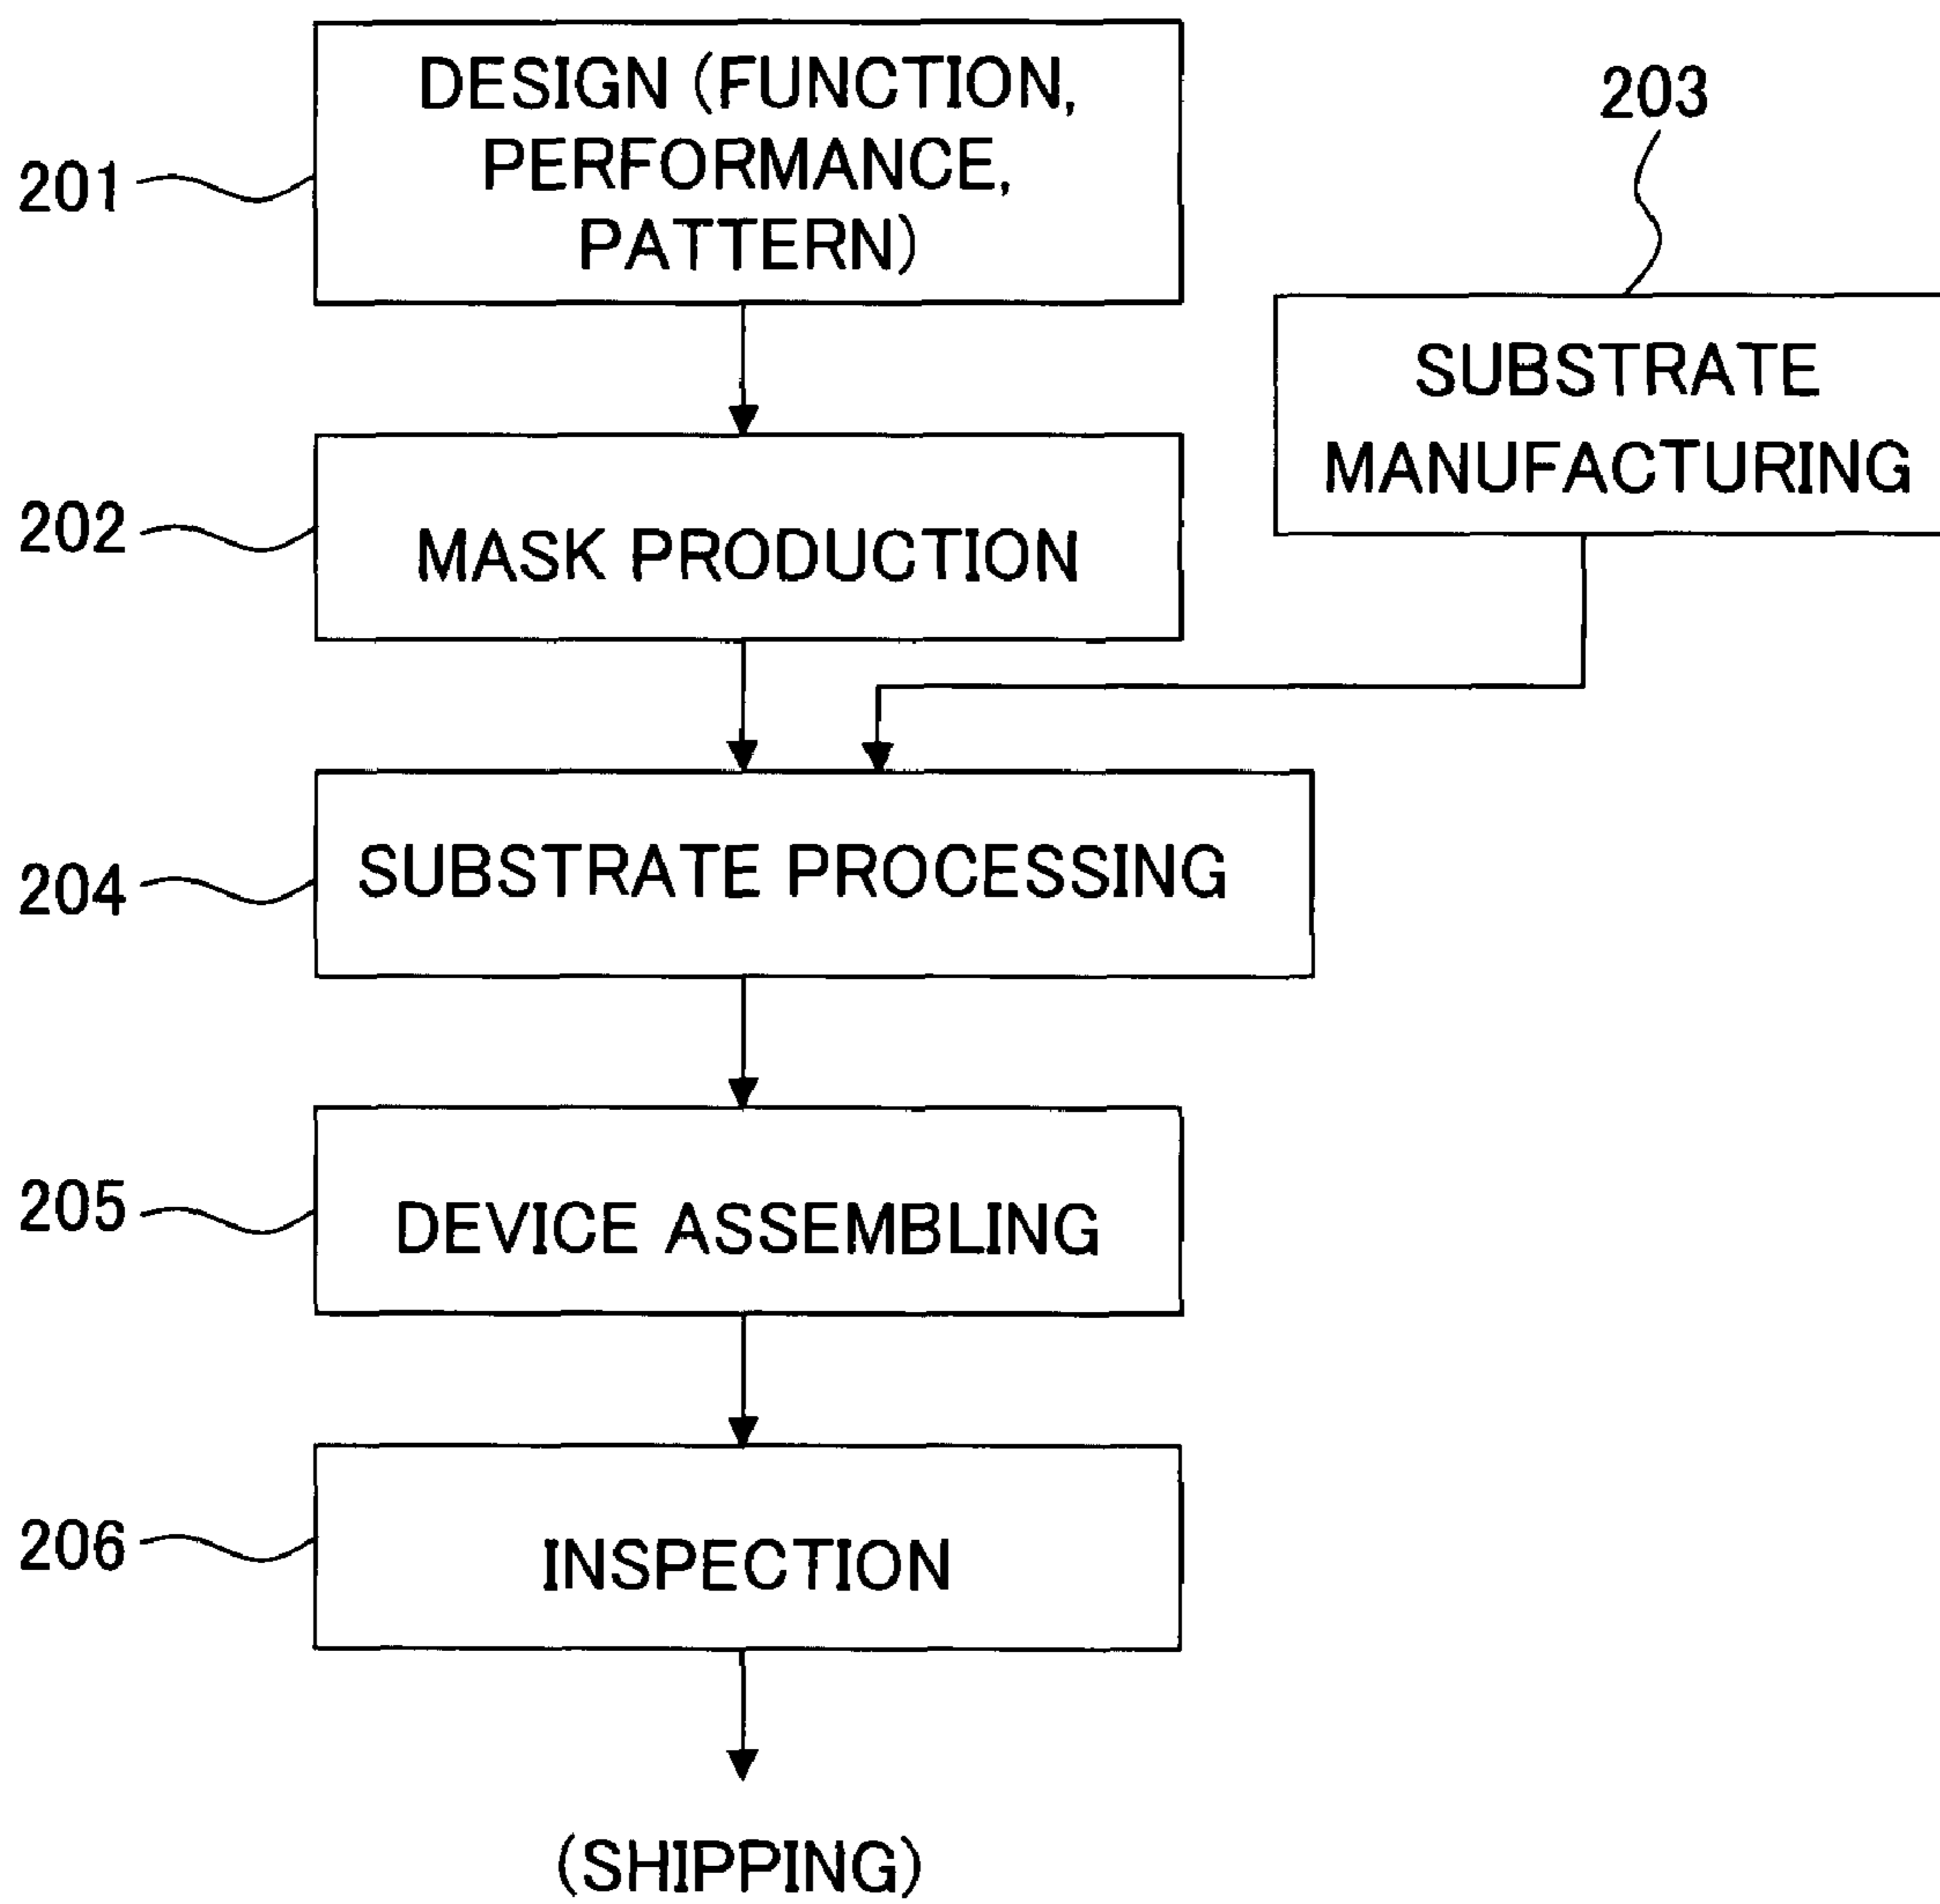 201
DESIGN (FUNCTION,
PERFORMANCE,
PATTERN)
203
SUBSTRATE
MANUFACTURING
202
MASK PRODUCTION
204
SUBSTRATE PROCESSING
205
DEVICE ASSEMBLING
206
INSPECTION
(SHIPPING)